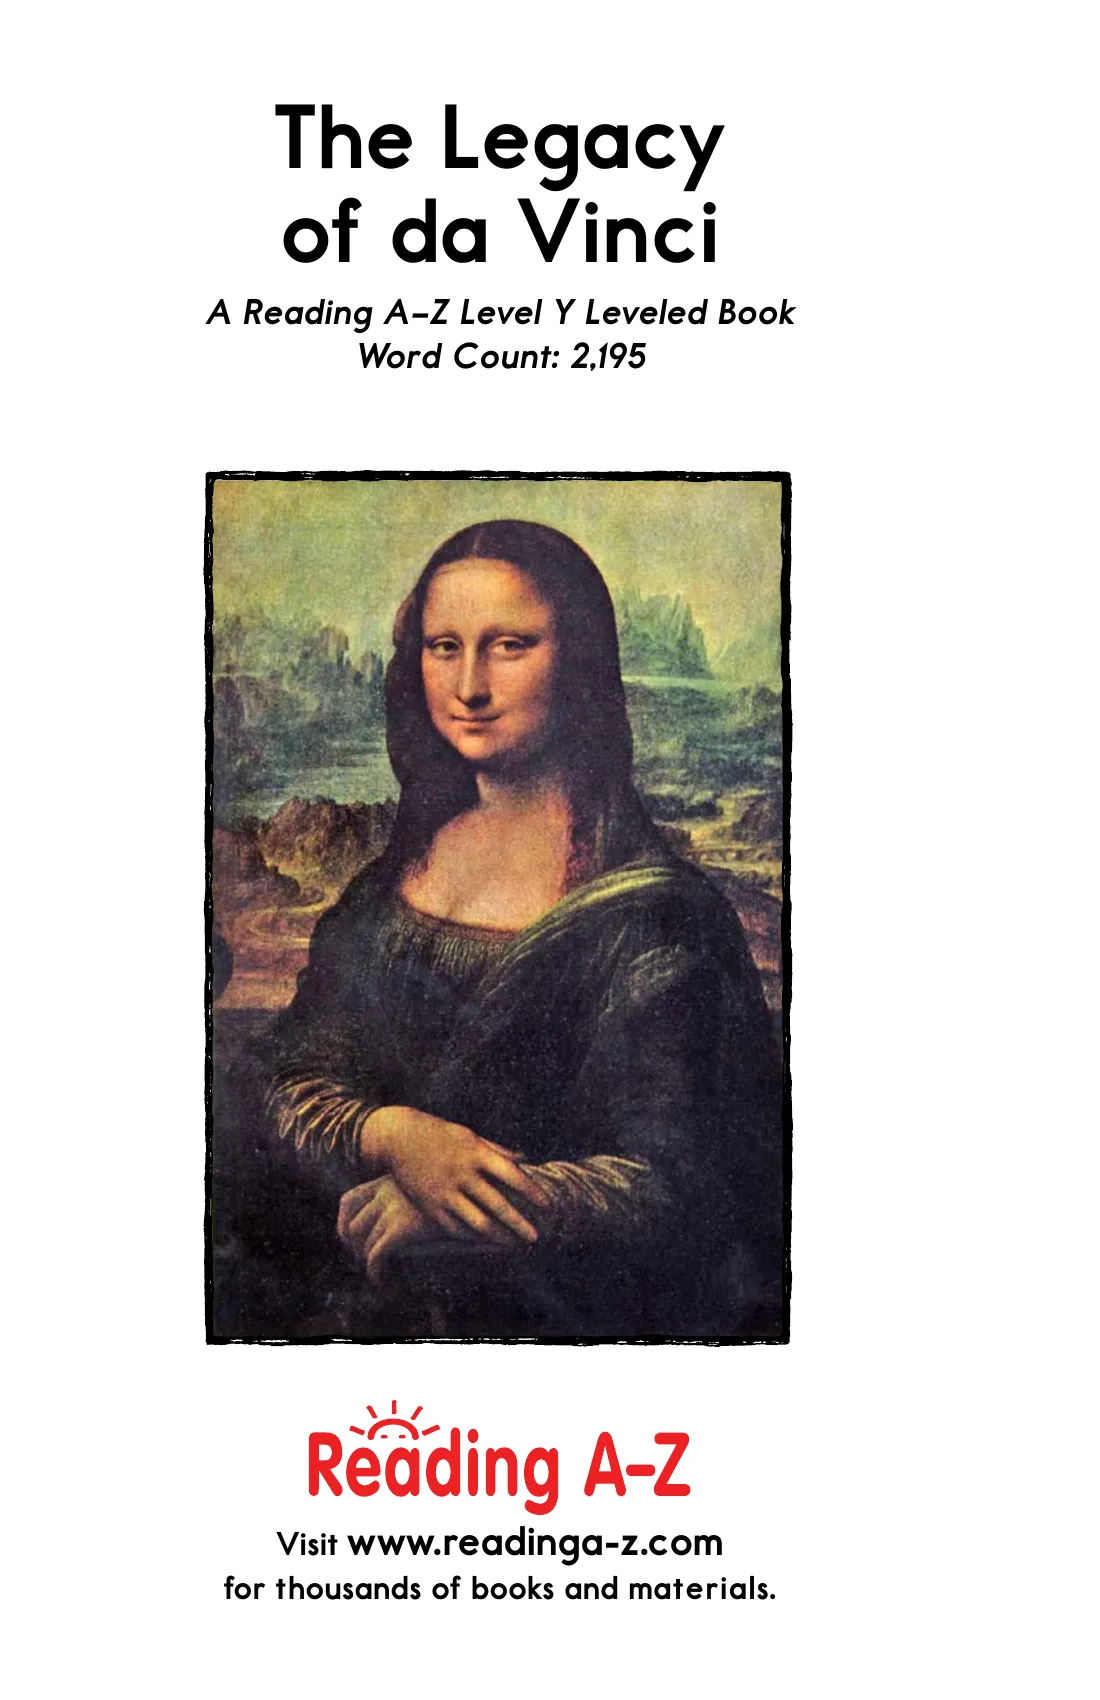 The Legacy
of da Vinci
A Reading A–Z Level Y Leveled Book
Word Count: 2,195
Reading A–Z
Visit www.readinga-z.com
for thousands of books and materials.